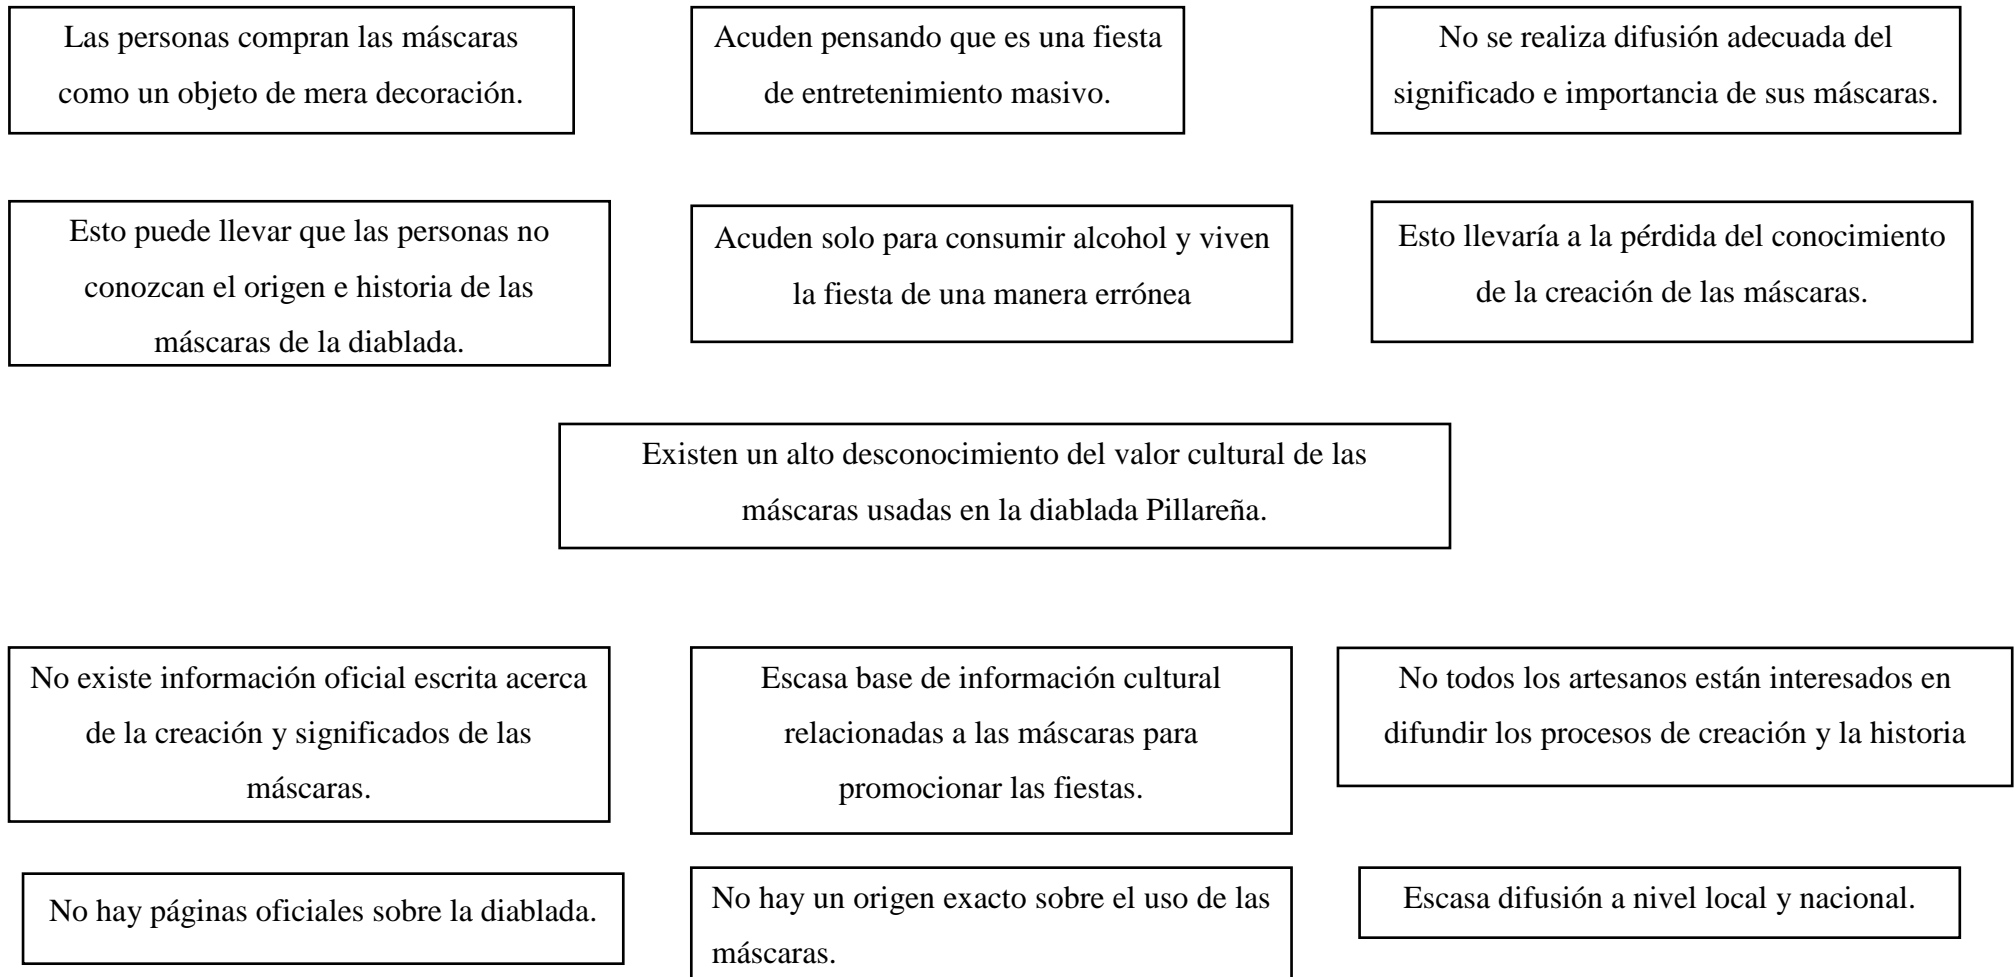 Las personas compran las máscaras
como un objeto de mera decoración.
Acuden pensando que es una fiesta
de entretenimiento masivo.
No se realiza difusión adecuada del
significado e importancia de sus máscaras.
Esto puede llevar que las personas no
conozcan el origen e historia de las
máscaras de la diablada.
Acuden solo para consumir alcohol y viven
la fiesta de una manera errónea
Esto llevaría a la pérdida del conocimiento
de la creación de las máscaras.
Existen un alto desconocimiento del valor cultural de las
máscaras usadas en la diablada Pillareña.
No existe información oficial escrita acerca
de la creación y significados de las
máscaras.
Escasa base de información cultural
relacionadas a las máscaras para
promocionar las fiestas.
No todos los artesanos están interesados en
difundir los procesos de creación y la historia
No hay páginas oficiales sobre la diablada.
No hay un origen exacto sobre el uso de las
máscaras.
Escasa difusión a nivel local y nacional.